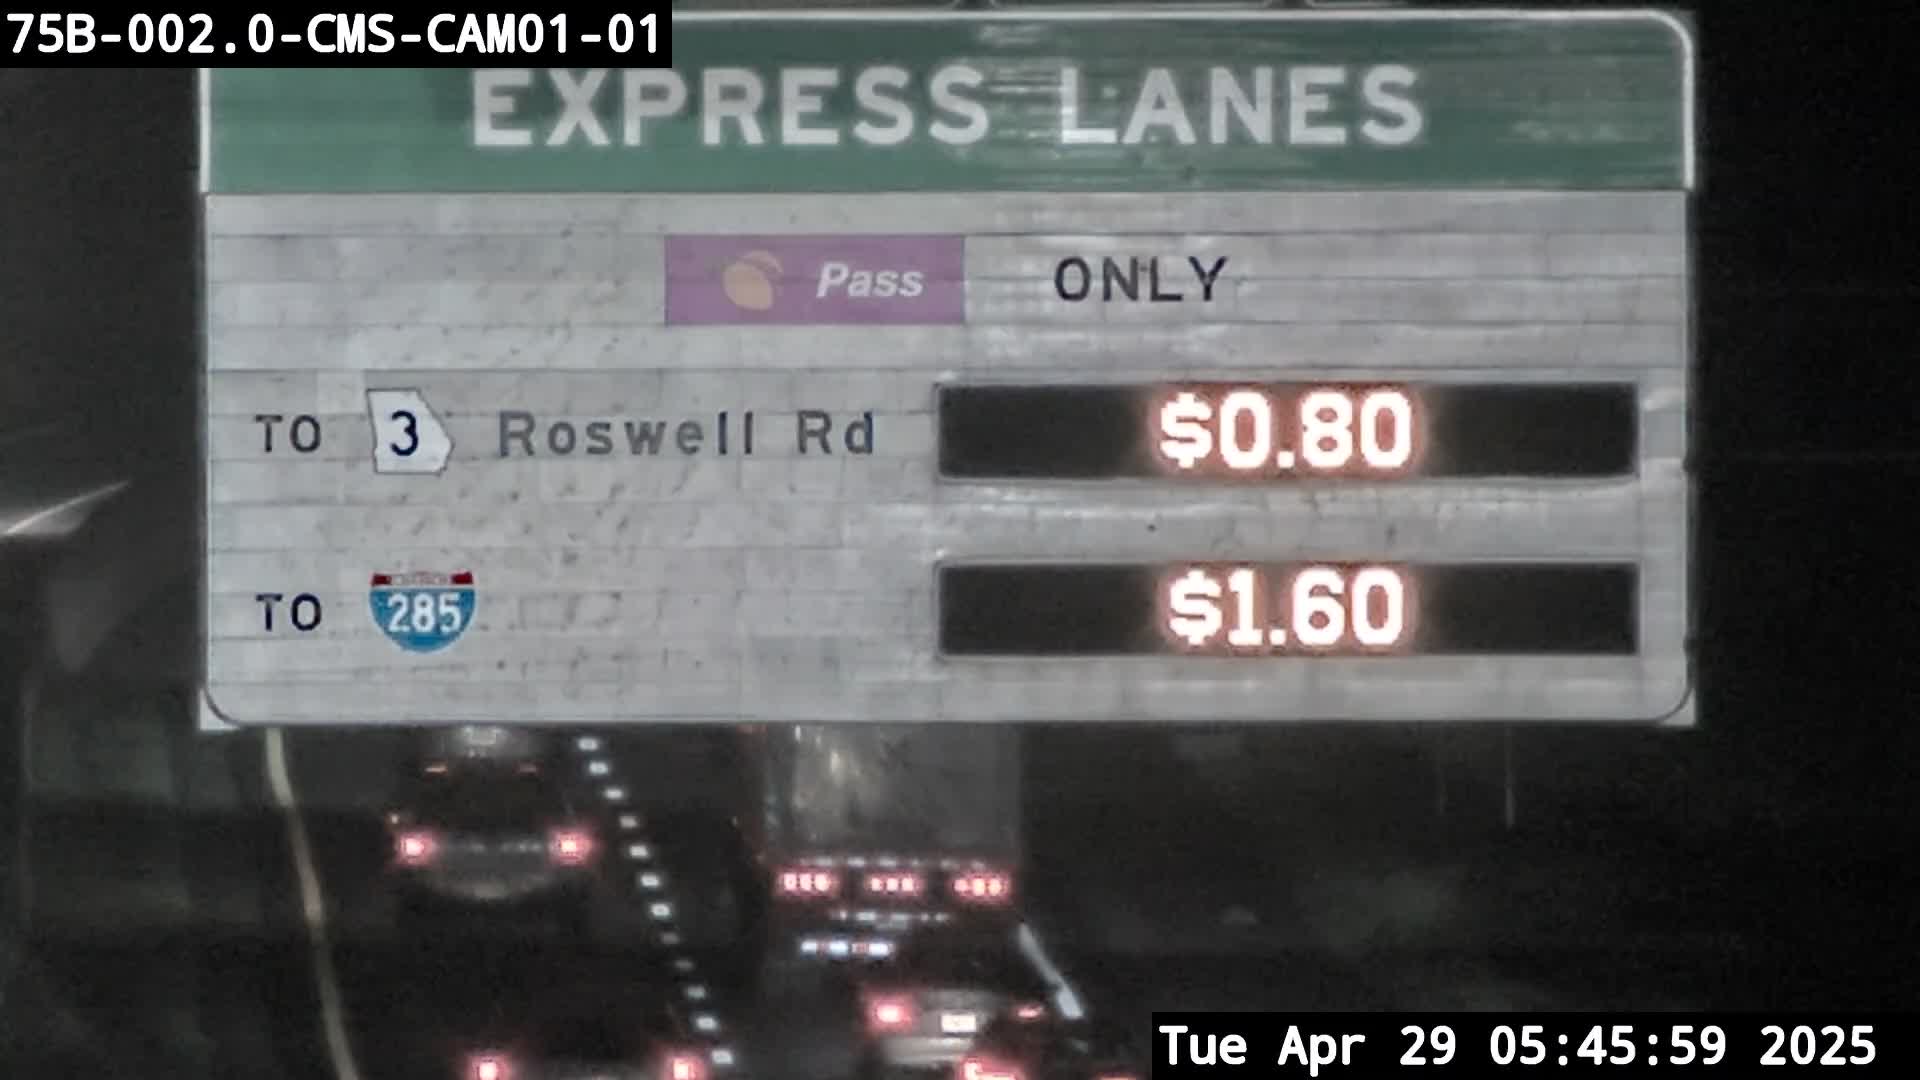 75B-002.0-CMS-CAM01-01
EXPRESS LANES
Pass ONLY
TO 3 Roswell Rd $0.80
TO 285 $1.60
Tue Apr 29 05:45:59 2025